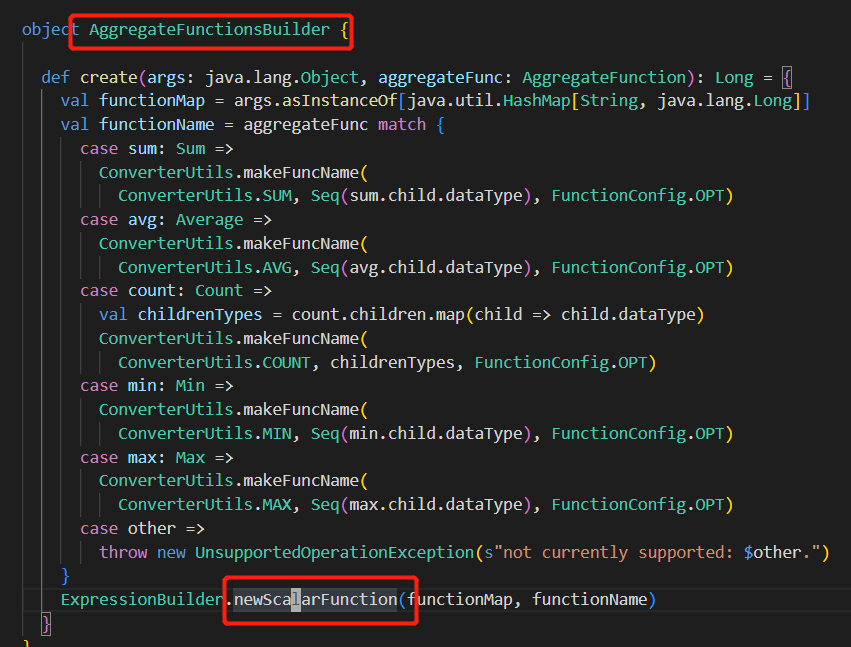 object AggregateFunctionsBuilder {
def create(args: java.lang.Object, aggregateFunc: AggregateFunction): Long = {
val functionMap = args.asInstanceOf[java.util.HashMap[String, java.lang.Long]]
val functionName = aggregateFunc match {
case sum: Sum =>
ConverterUtils.makeFuncName(
ConverterUtils.SUM, Seq(sum.child.dataType), FunctionConfig.OPT)
case avg: Average =>
ConverterUtils.makeFuncName(
ConverterUtils.AVG, Seq(avg.child.dataType), FunctionConfig.OPT)
case count: Count =>
val childrenTypes = count.children.map(child => child.dataType)
ConverterUtils.makeFuncName(
ConverterUtils.COUNT, childrenTypes, FunctionConfig.OPT)
case min: Min =>
ConverterUtils.makeFuncName(
ConverterUtils.MIN, Seq(min.child.dataType), FunctionConfig.OPT)
case max: Max =>
ConverterUtils.makeFuncName(
ConverterUtils.MAX, Seq(max.child.dataType), FunctionConfig.OPT)
case other =>
throw new UnsupportedOperationException(s"not currently supported: $other.")
}
ExpressionBuilder.newScalarFunction(functionMap, functionName)
}
}